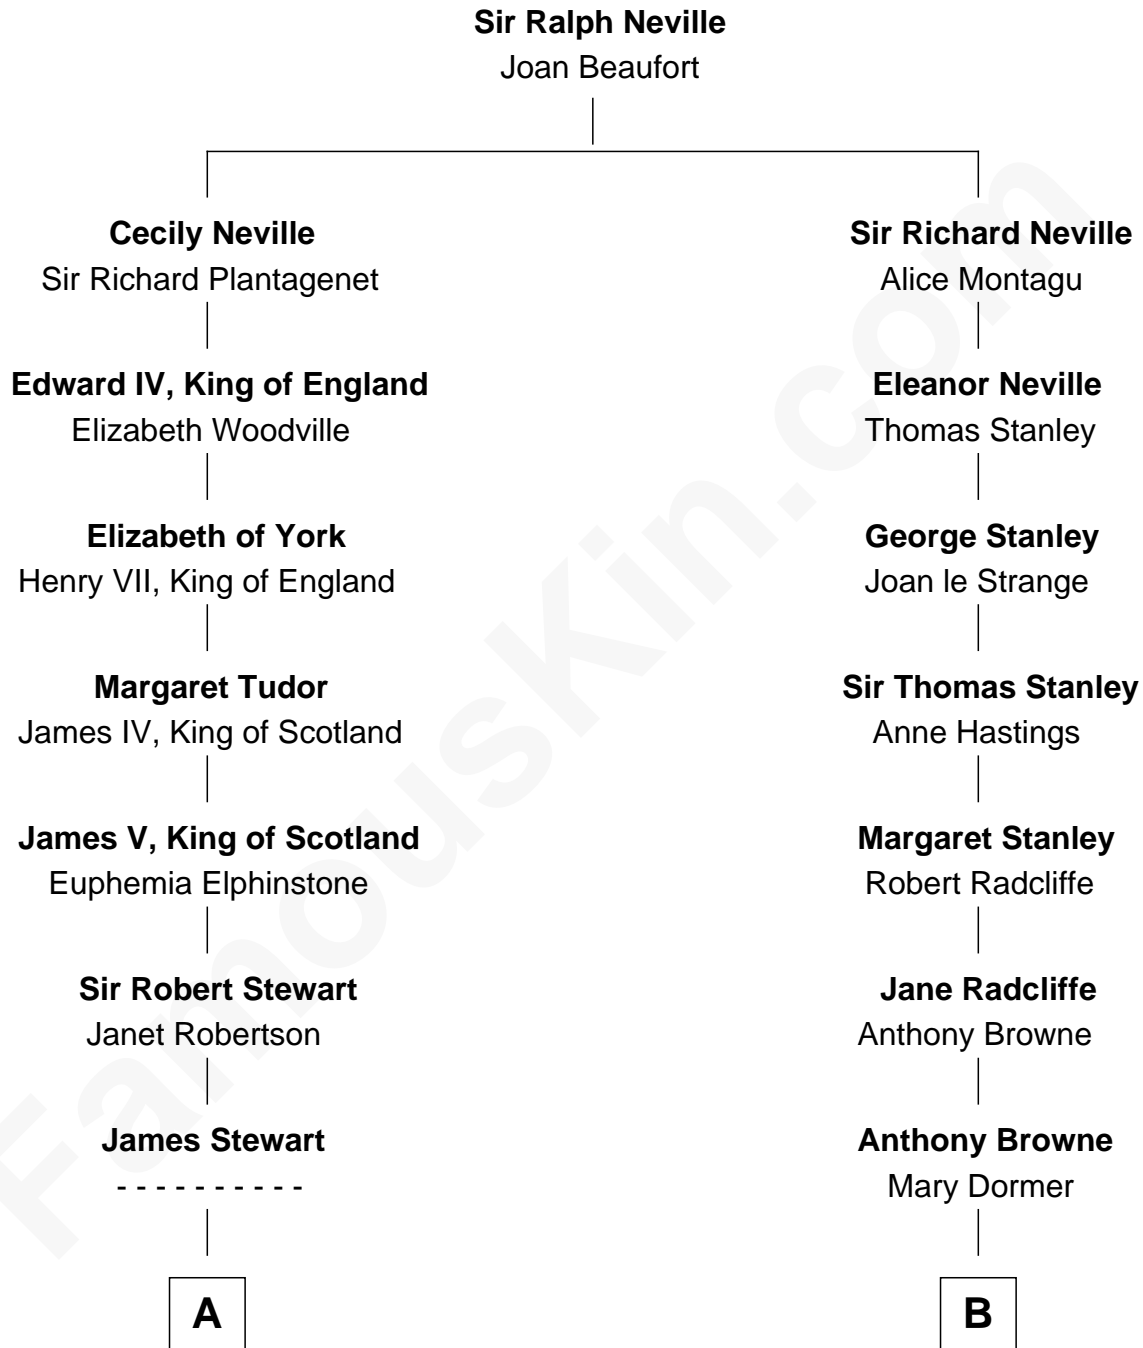 Sir Ralph Neville
Joan Beaufort
Cecily Neville
Sir Richard Plantagenet
Edward IV, King of England
Elizabeth Woodville
Elizabeth of York
Henry VII, King of England
Margaret Tudor
James IV, King of Scotland
James V, King of Scotland
Euphemia Elphinstone
Sir Robert Stewart
Janet Robertson
James Stewart
- - - - - - - - - -
A
Sir Richard Neville
Alice Montagu
Eleanor Neville
Thomas Stanley
George Stanley
Joan le Strange
Sir Thomas Stanley
Anne Hastings
Margaret Stanley
Robert Radcliffe
Jane Radcliffe
Anthony Browne
Anthony Browne
Mary Dormer
B
FamousKin.com